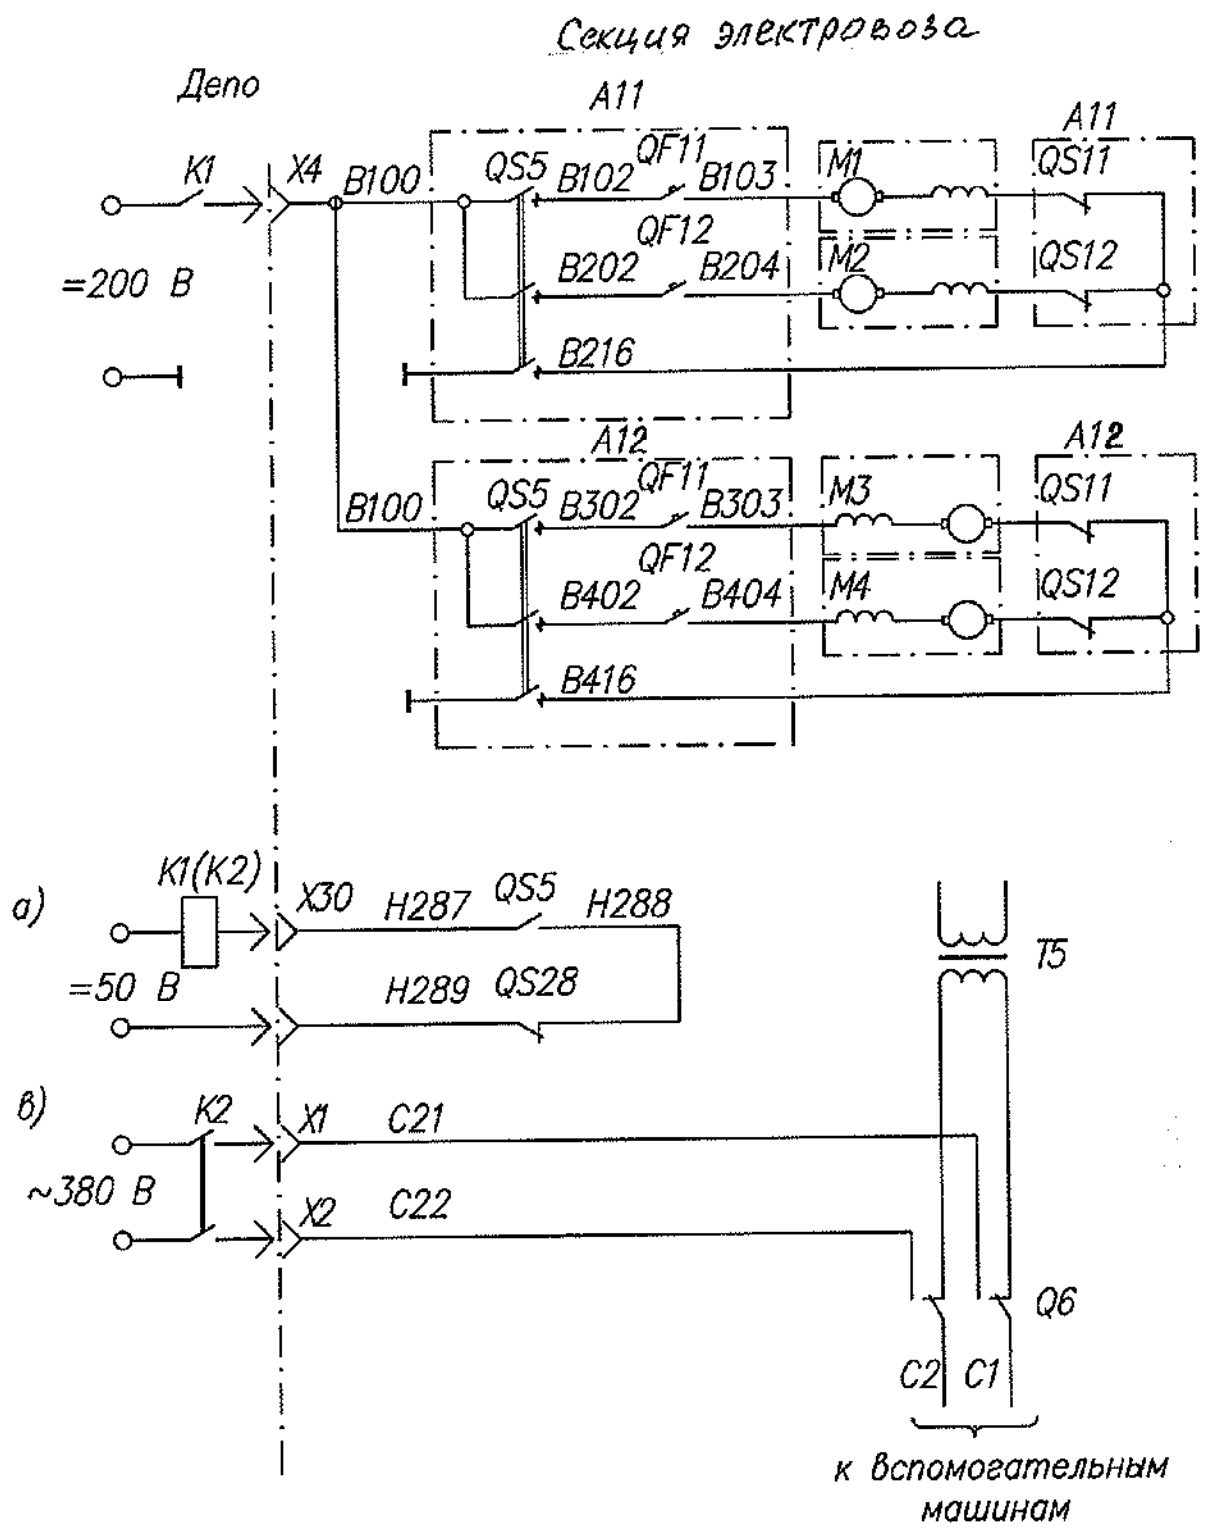 Секция электровоза
Депо
A11
A11
K1
X4
B100
QS5
B102
QF11
B103
M1
QS11
QF12
=200 В
B202
B204
M2
QS12
B216
A12
A12
B100
QS5
B302
QF11
B303
M3
QS11
QF12
B402
B404
M4
QS12
B416
а)
K1(K2)
X30
H287
QS5
H288
T5
=50 В
H289
QS28
в)
K2
X1
C21
~380 В
X2
C22
Q6
C2
C1
к вспомогательным
машинам